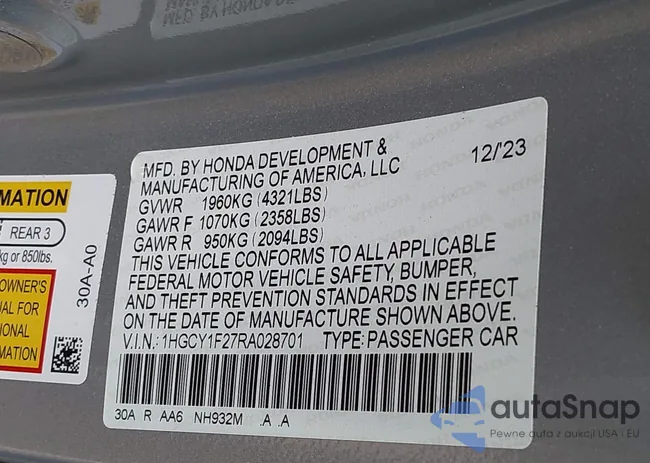 MFD. BY HONDA DEVELOPMENT &
MANUFACTURING OF AMERICA, LLC 12/'23
GVWR 1960KG (4321LBS)
GAWR F 1070KG (2358LBS)
GAWR R 950KG (2094LBS)
THIS VEHICLE CONFORMS TO ALL APPLICABLE
FEDERAL MOTOR VEHICLE SAFETY, BUMPER,
AND THEFT PREVENTION STANDARDS IN EFFECT
ON THE DATE OF MANUFACTURE SHOWN ABOVE.
V.I.N.: 1HGCY1F27RA028701 TYPE: PASSENGER CAR
30A R AA6 NH932M .A .A
MATION
REAR 3
kg or 850lbs.
OWNER'S
UAL FOR
IONAL
MATION
30A-A0
autaSnap
Pewne auta z aukcji USA i EU